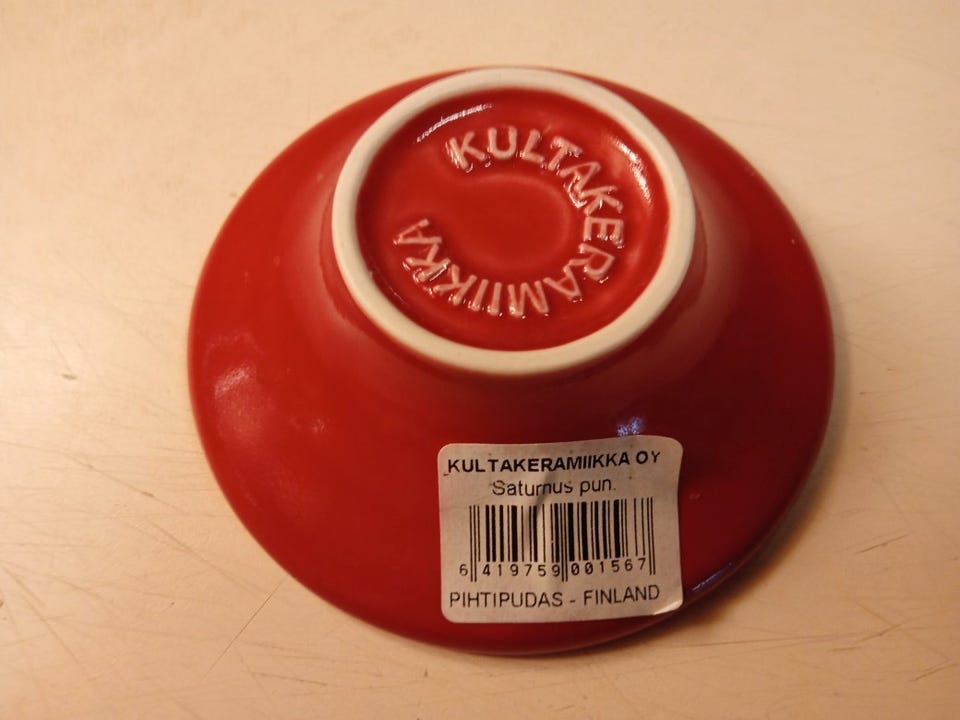 KULTAKERAMIIKKA
KULTAKERAMIIKKA OY
Saturnus pun.
6 419759 001567
PIHTIPUDAS - FINLAND